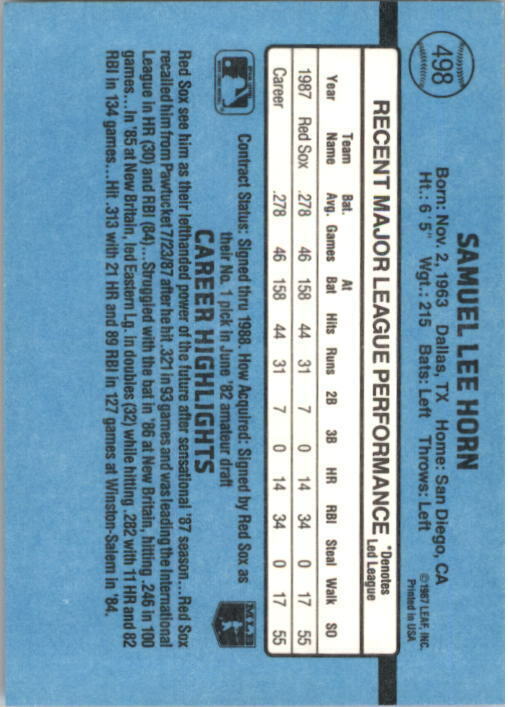 498
SAMUEL LEE HORN
Born: Nov. 2, 1963 Dallas, TX Home: San Diego, CA
Ht.: 6' 5" Wgt.: 215 Bats: Left Throws: Left
© 1987 LEAF, INC.
Printed in USA
RECENT MAJOR LEAGUE PERFORMANCE
*Denotes
Led League
Year Team Name Bat. Avg. Games At Bat Hits Runs 2B 3B HR RBI Steal Walk SO
1987 Red Sox .278 46 158 44 31 7 0 14 34 0 17 55
Career .278 46 158 44 31 7 0 14 34 0 17 55
Contract Status: Signed thru 1988. How Acquired: Signed by Red Sox as
their No. 1 pick in June '82 amateur draft
CAREER HIGHLIGHTS
Red Sox see him as their lefthanded power of the future after sensational '87 season...Red Sox
recalled him from Pawtucket 7/23/87 after he hit .321 in 93 games and was leading the International
League in HR (30) and RBI (84)...Struggled with the bat in '86 at New Britain, hitting .246 in 100
games...In '85 at New Britain, led Eastern Lg. in doubles (32) while hitting .282 with 11 HR and 82
RBI in 134 games...Hit .313 with 21 HR and 89 RBI in 127 games at Winston-Salem in '84.